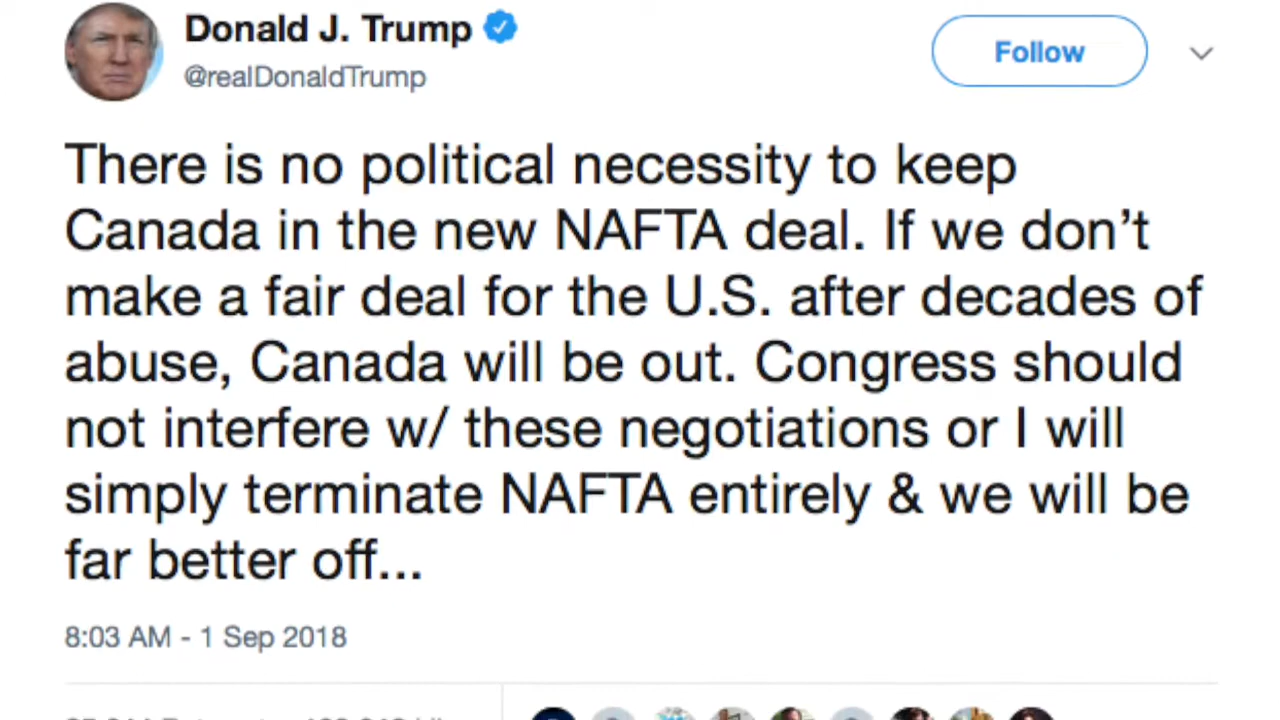 Donald J. Trump
@realDonaldTrump
Follow
There is no political necessity to keep
Canada in the new NAFTA deal. If we don’t
make a fair deal for the U.S. after decades of
abuse, Canada will be out. Congress should
not interfere w/ these negotiations or I will
simply terminate NAFTA entirely & we will be
far better off...
8:03 AM - 1 Sep 2018